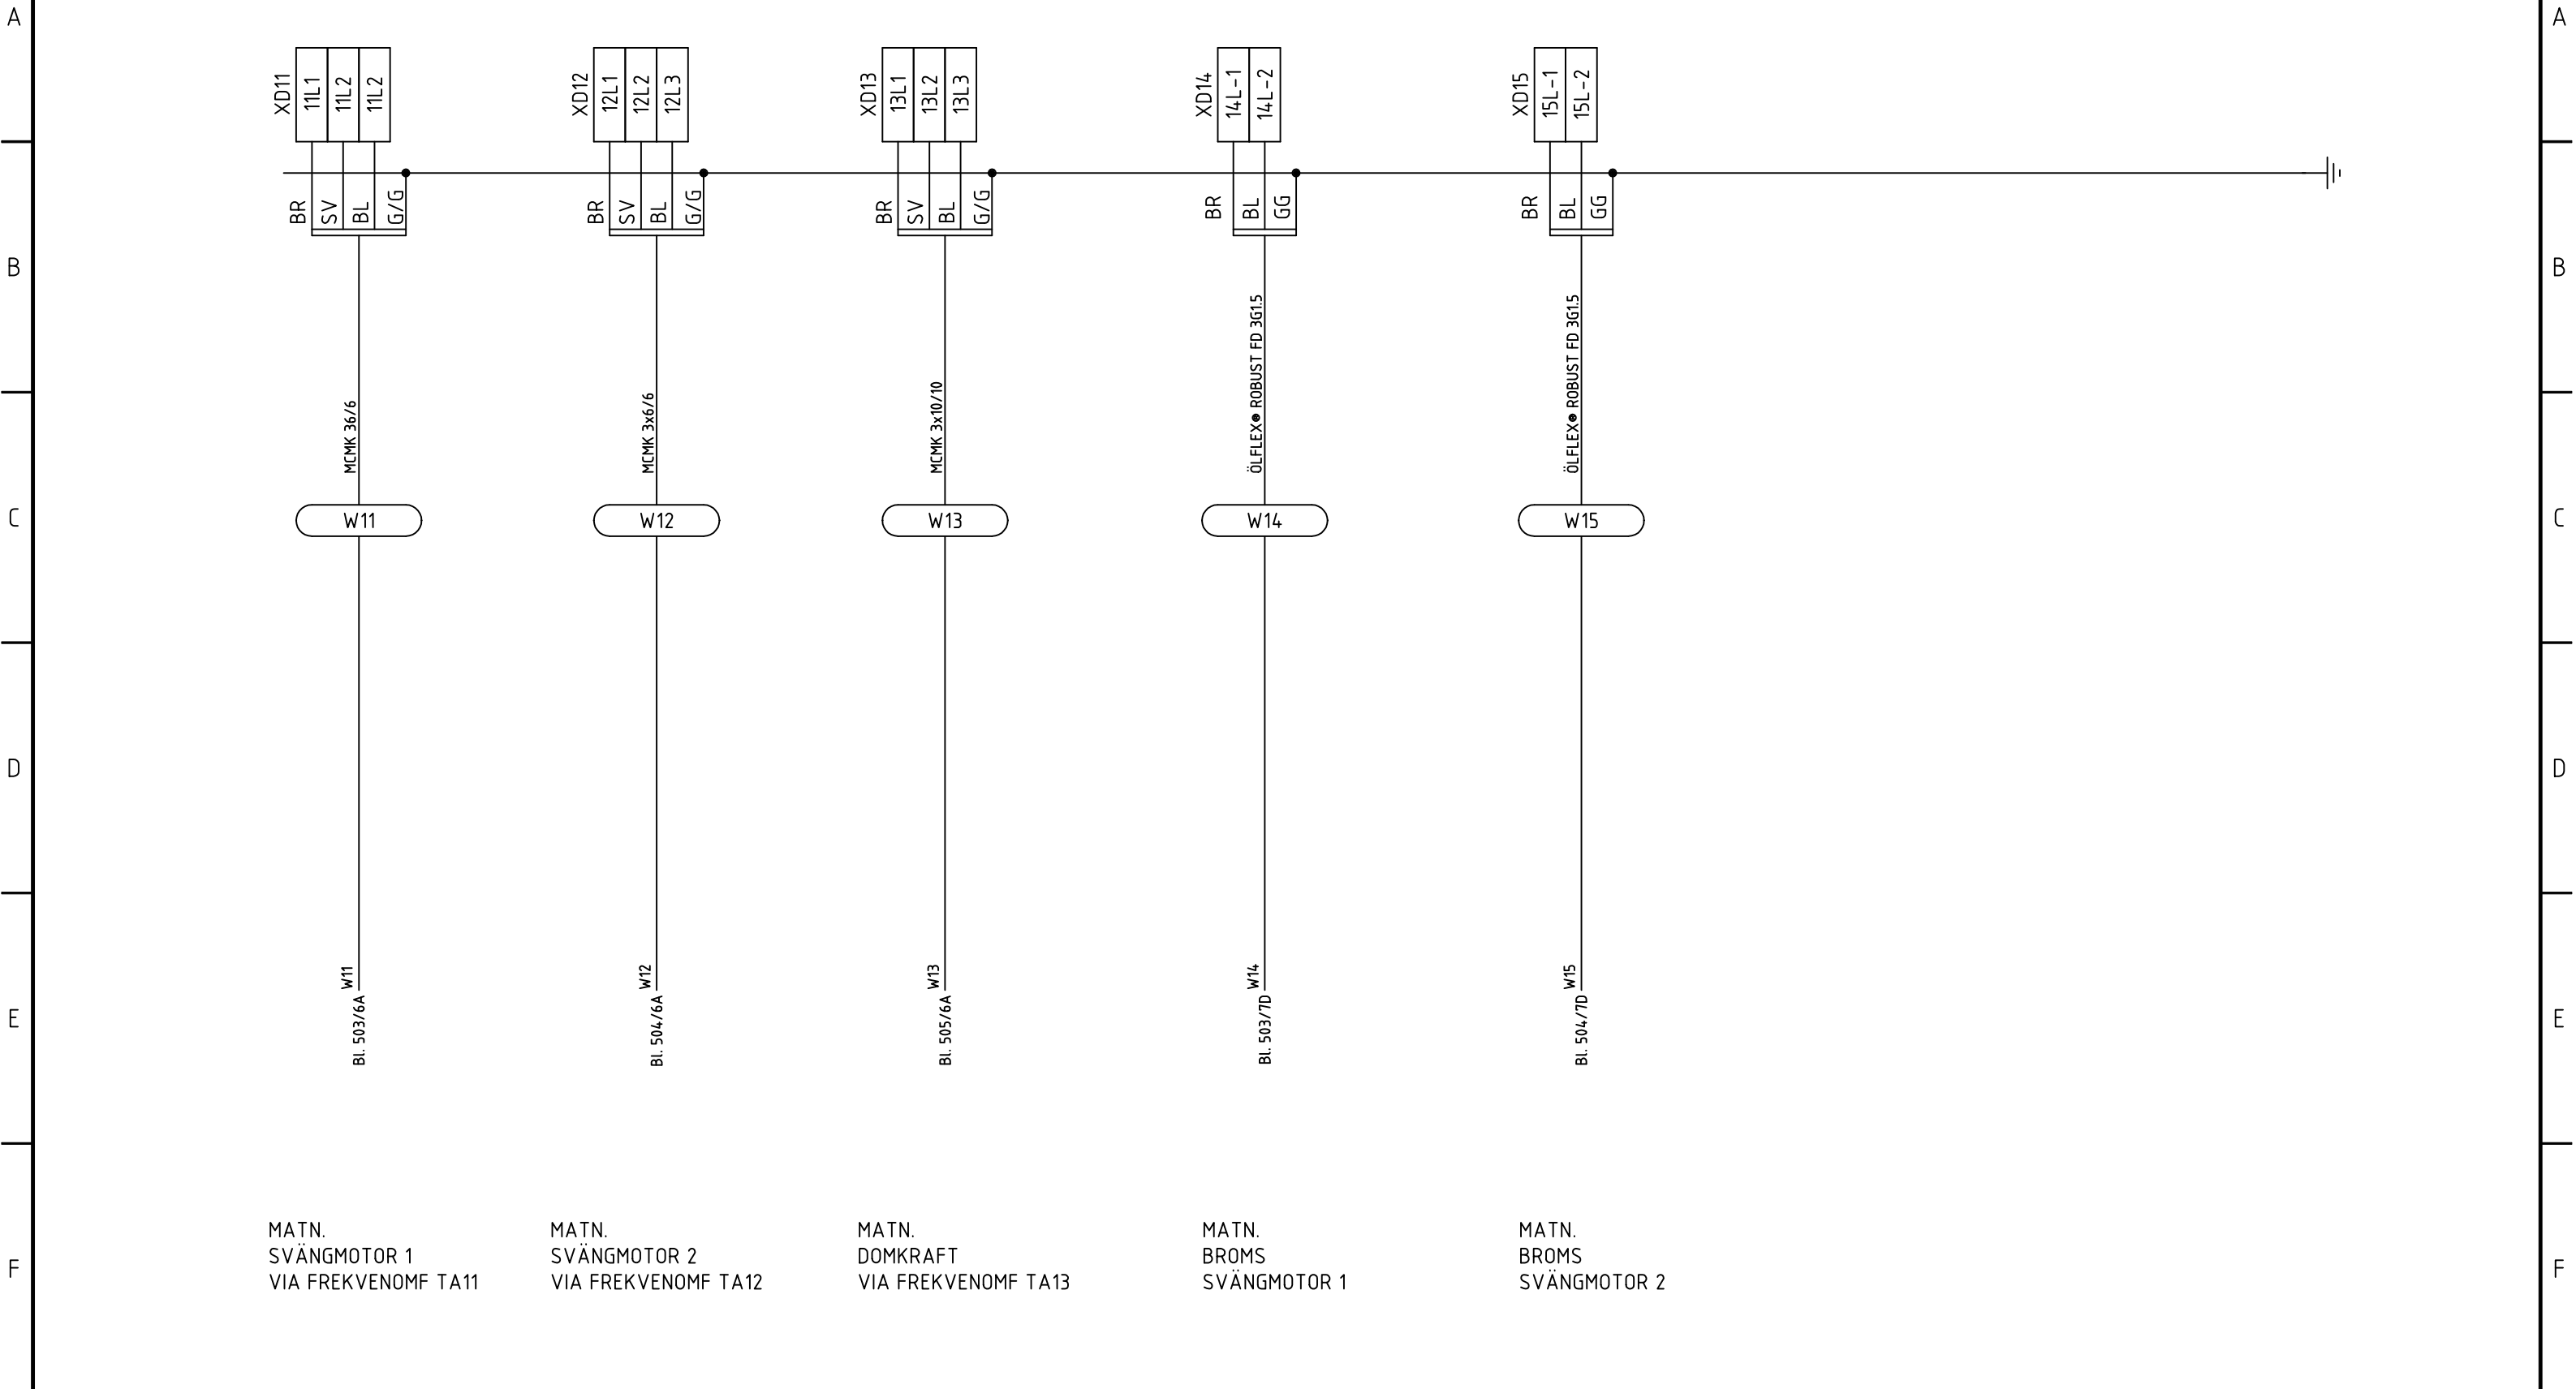 A
A
XD11
11L1
11L2
11L2
XD12
12L1
12L2
12L3
XD13
13L1
13L2
13L3
XD14
14L-1
14L-2
XD15
15L-1
15L-2
BR
SV
BL
G/G
BR
SV
BL
G/G
BR
SV
BL
G/G
BR
BL
GG
BR
BL
GG
B
B
MCMK 36/6
MCMK 3x6/6
MCMK 3x10/10
ÖLFLEX® ROBUST FD 3G1.5
ÖLFLEX® ROBUST FD 3G1.5
C
W11
W12
W13
W14
W15
C
D
D
W11
Bl. 503/6A
W12
Bl. 504/6A
W13
Bl. 505/6A
W14
Bl. 503/7D
W15
Bl. 504/7D
E
E
MATN.
SVÄNGMOTOR 1
VIA FREKVENOMF TA11
MATN.
SVÄNGMOTOR 2
VIA FREKVENOMF TA12
MATN.
DOMKRAFT
VIA FREKVENOMF TA13
MATN.
BROMS
SVÄNGMOTOR 1
MATN.
BROMS
SVÄNGMOTOR 2
F
F